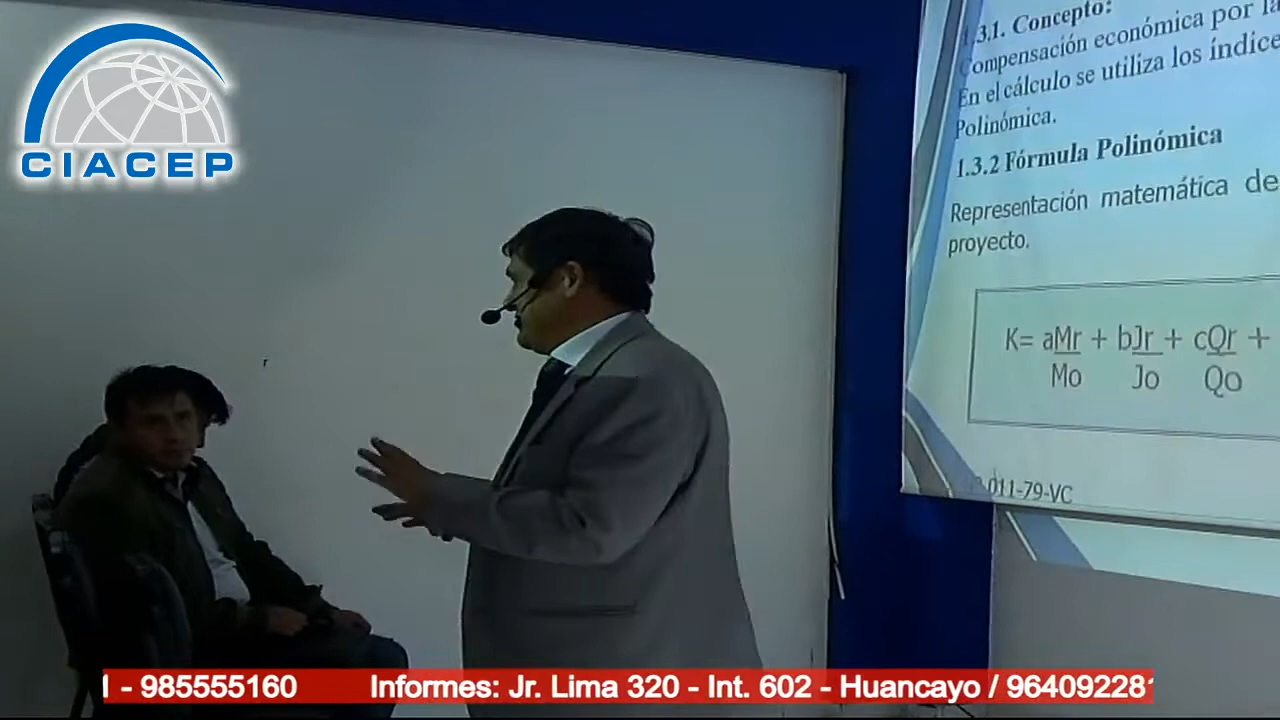 CIACEP
1.3.1. Concepto:
Compensación económica por la
En el cálculo se utiliza los índice
Polinómica.
1.3.2 Fórmula Polinómica
Representación matemática de
proyecto.
K= aMr + bJr + cQr +
Mo Jo Qo
011-79-VC
1 - 985555160 Informes: Jr. Lima 320 - Int. 602 - Huancayo / 964092281